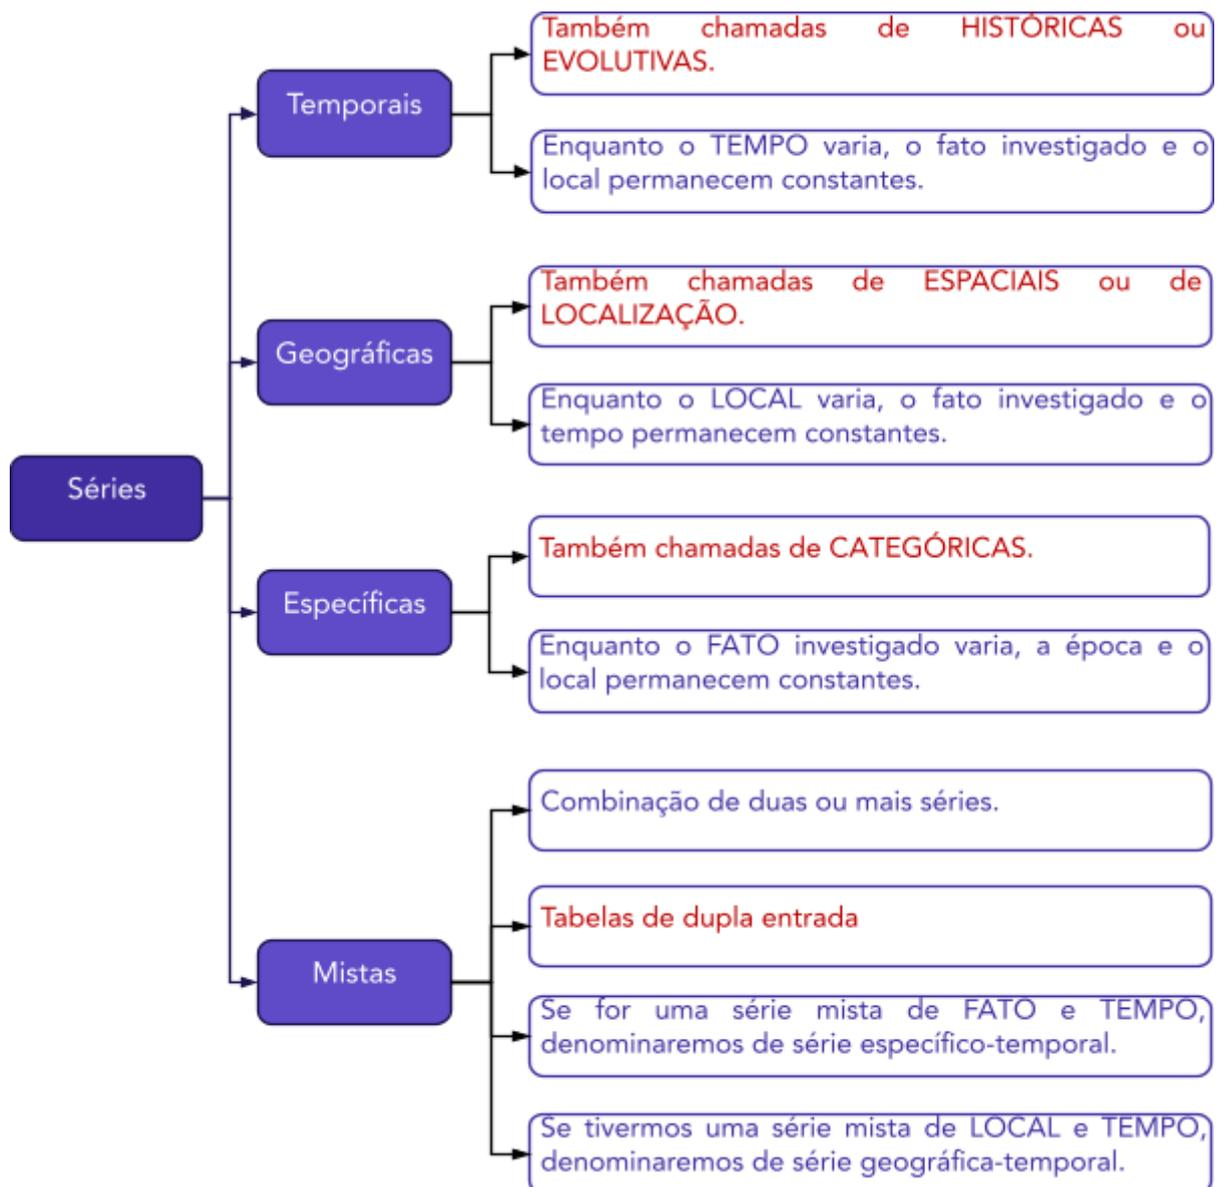 Séries
Temporais
Também chamadas de HISTÓRICAS ou
EVOLUTIVAS.
Enquanto o TEMPO varia, o fato investigado e o
local permanecem constantes.
Geográficas
Também chamadas de ESPACIAIS ou de
LOCALIZAÇÃO.
Enquanto o LOCAL varia, o fato investigado e o
tempo permanecem constantes.
Específicas
Também chamadas de CATEGÓRICAS.
Enquanto o FATO investigado varia, a época e o
local permanecem constantes.
Mistas
Combinação de duas ou mais séries.
Tabelas de dupla entrada
Se for uma série mista de FATO e TEMPO,
denominaremos de série específico-temporal.
Se tivermos uma série mista de LOCAL e TEMPO,
denominaremos de série geográfica-temporal.